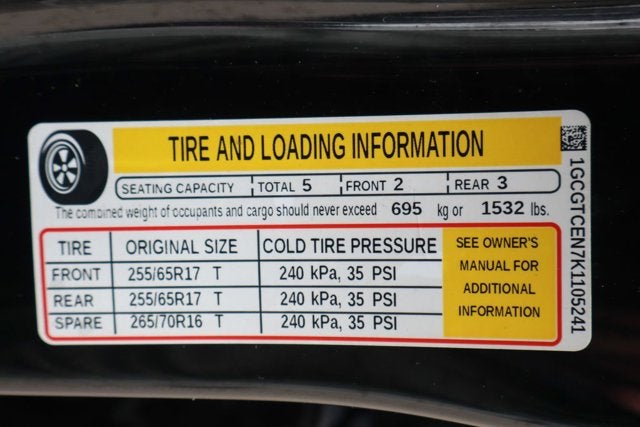 TIRE AND LOADING INFORMATION
SEATING CAPACITY TOTAL 5 FRONT 2 REAR 3
The combined weight of occupants and cargo should never exceed 695 kg or 1532 lbs.
TIRE ORIGINAL SIZE COLD TIRE PRESSURE
FRONT 255/65R17 T 240 kPa, 35 PSI
REAR 255/65R17 T 240 kPa, 35 PSI
SPARE 265/70R16 T 240 kPa, 35 PSI
SEE OWNER'S
MANUAL FOR
ADDITIONAL
INFORMATION
1GCGTCEN7K1105241